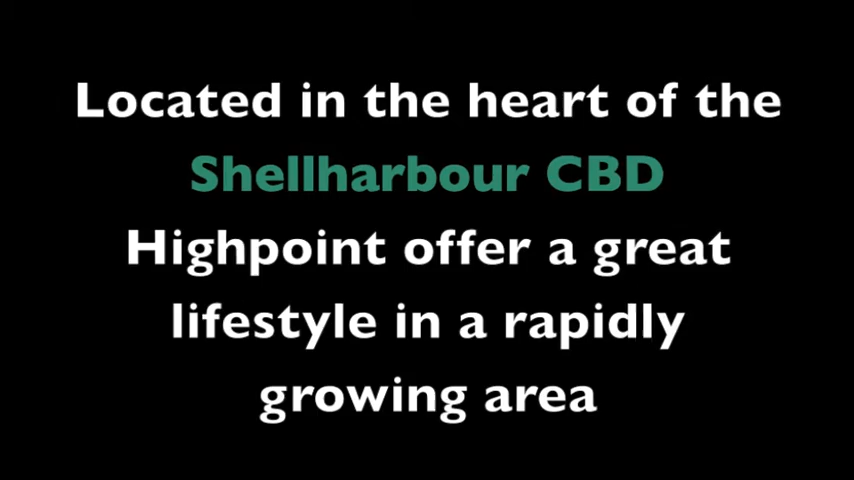 Located in the heart of the
Shellharbour CBD
Highpoint offer a great
lifestyle in a rapidly
growing area